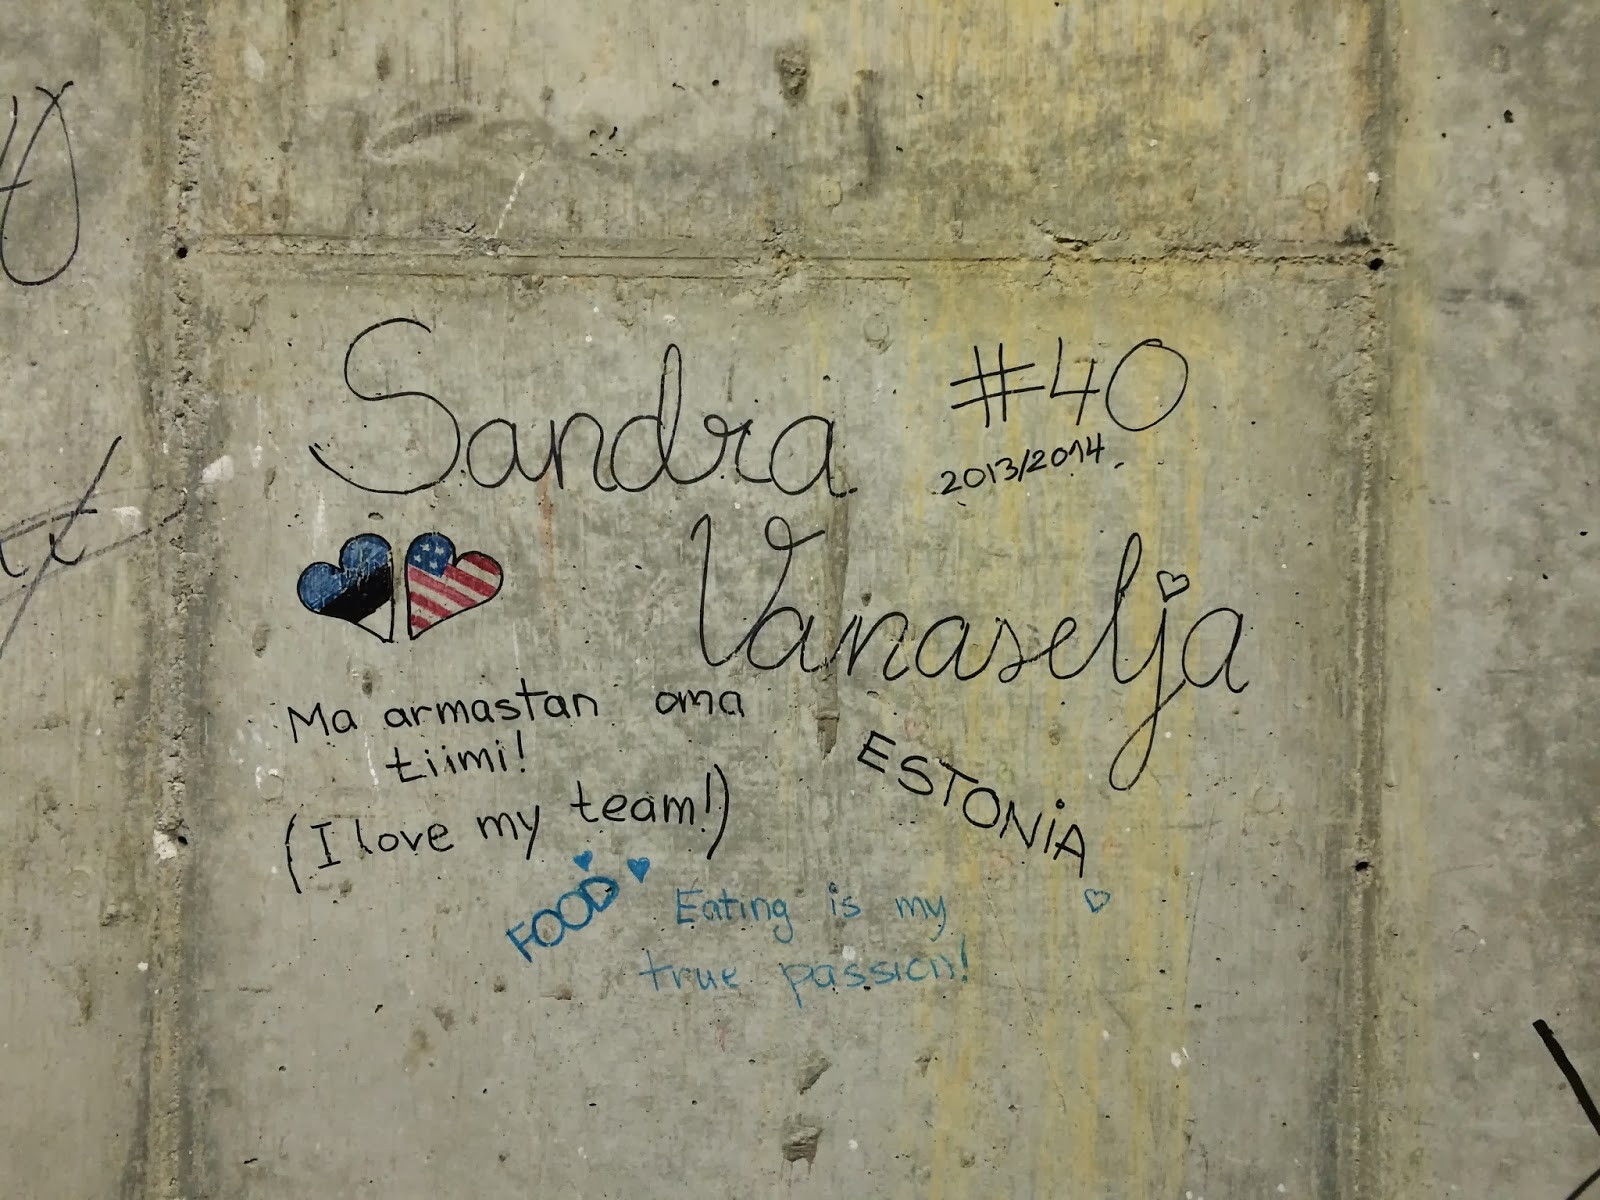 Sandra #40
2013/2014.
Vanaselja
Ma armastan oma
tiimi!
(I love my team!)
ESTONIA
FOOD
Eating is my
true passion!